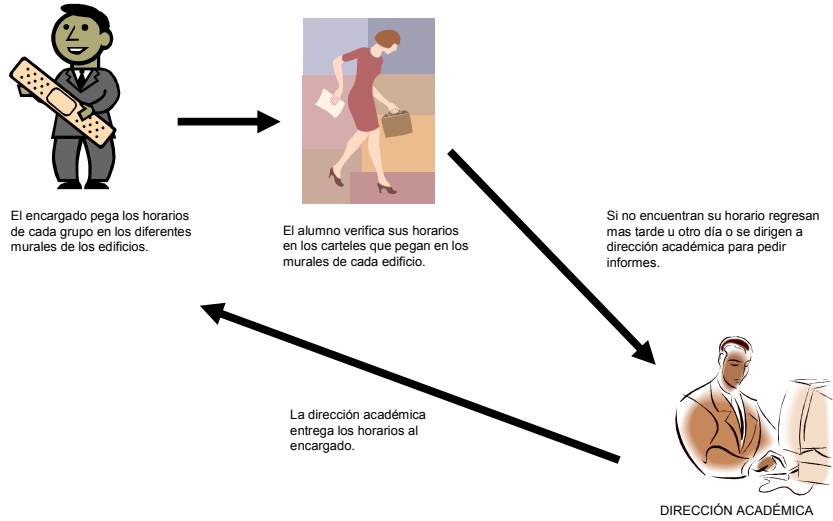 El encargado pega los horarios
de cada grupo en los diferentes
murales de los edificios.
El alumno verifica sus horarios
en los carteles que pegan en los
murales de cada edificio.
Si no encuentran su horario regresan
mas tarde u otro día o se dirigen a
dirección académica para pedir
informes.
La dirección académica
entrega los horarios al
encargado.
DIRECCIÓN ACADÉMICA